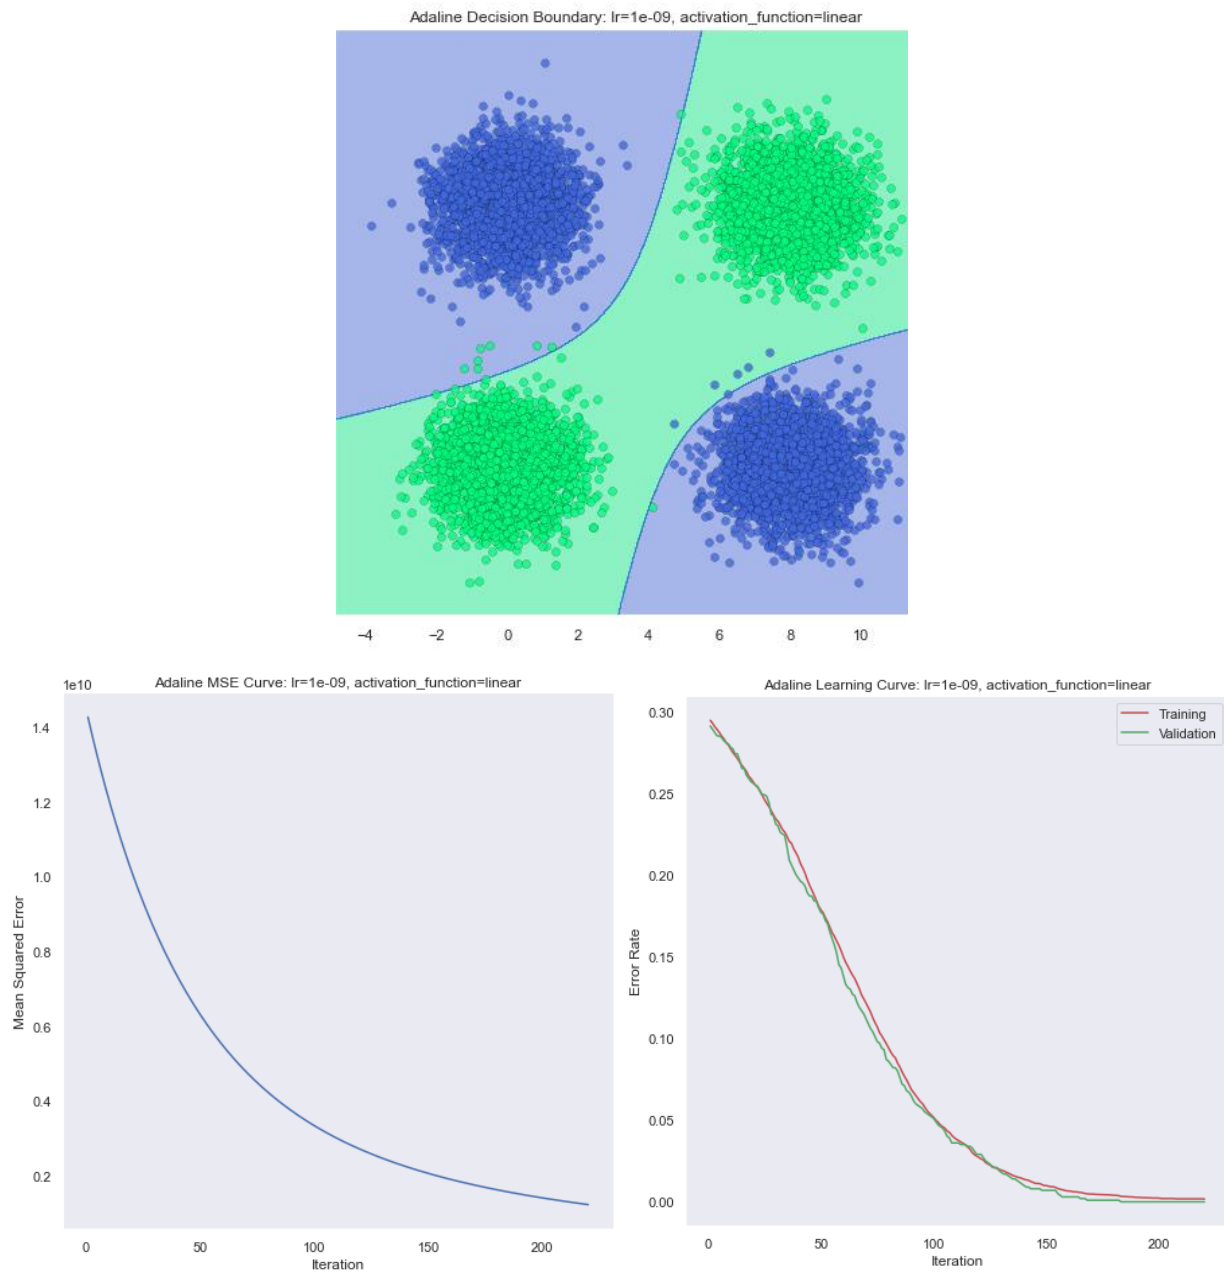 Adaline Decision Boundary: lr=1e-09, activation_function=linear
−4 −2 0 2 4 6 8 10
Adaline MSE Curve: lr=1e-09, activation_function=linear
1e10
1.4
1.2
1.0
0.8
0.6
0.4
0.2
Mean Squared Error
0 50 100 150 200
Iteration
Adaline Learning Curve: lr=1e-09, activation_function=linear
0.30
0.25
0.20
0.15
0.10
0.05
0.00
Error Rate
Training
Validation
0 50 100 150 200
Iteration